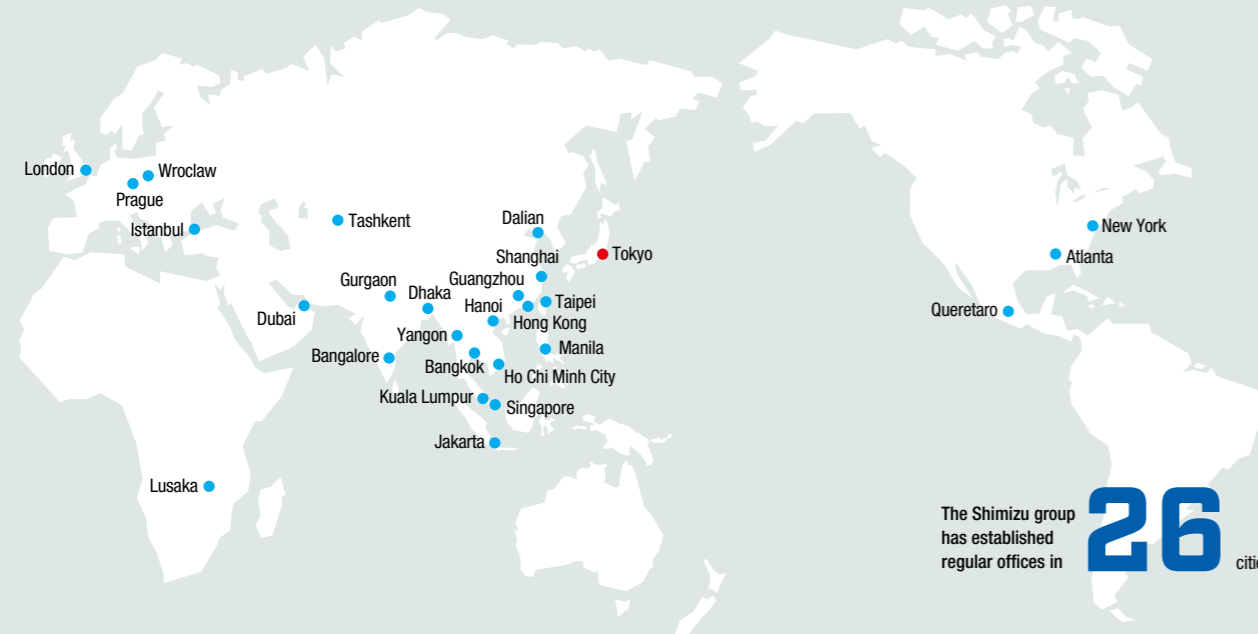 London
Wroclaw
Prague
Istanbul
Tashkent
Dalian
Tokyo
Shanghai
Gurgaon
Guangzhou
Dhaka
Taipei
Hanoi
Dubai
Hong Kong
Yangon
Manila
Bangalore
Bangkok
Ho Chi Minh City
Kuala Lumpur
Singapore
Jakarta
Lusaka
New York
Atlanta
Queretaro
The Shimizu group
has established
regular offices in
26